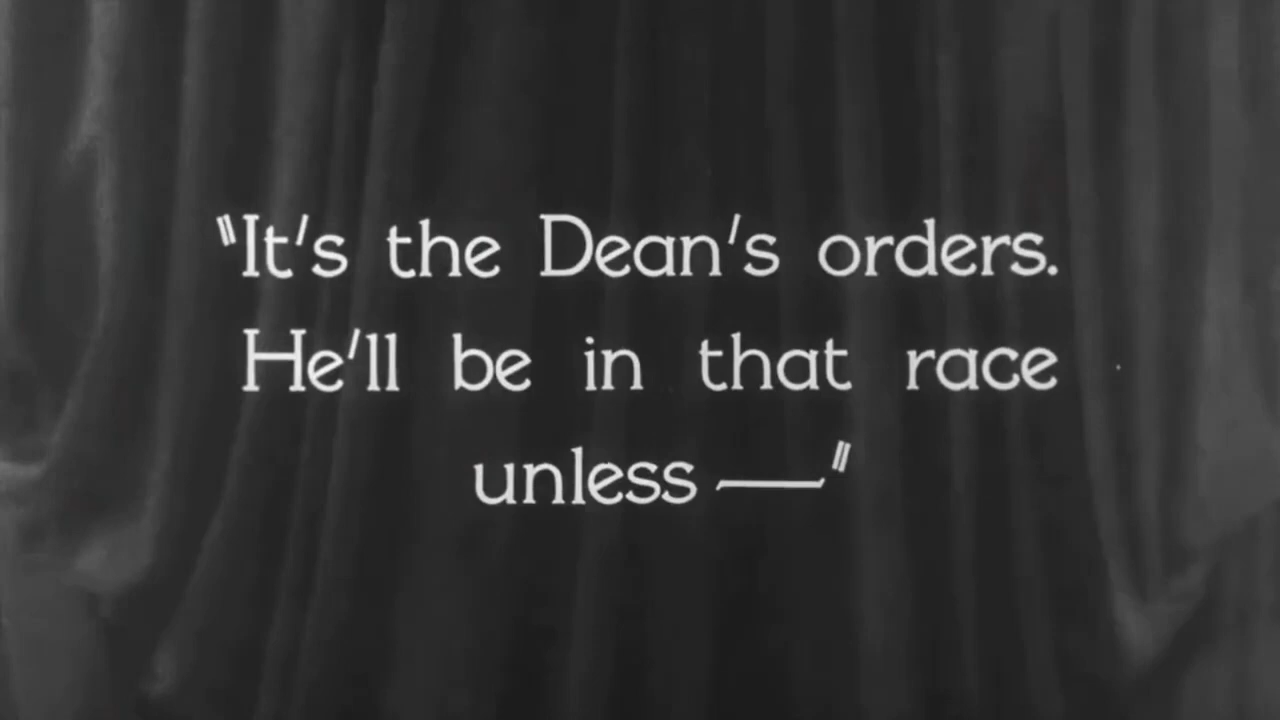 "It's the Dean's orders.
He'll be in that race
unless —"